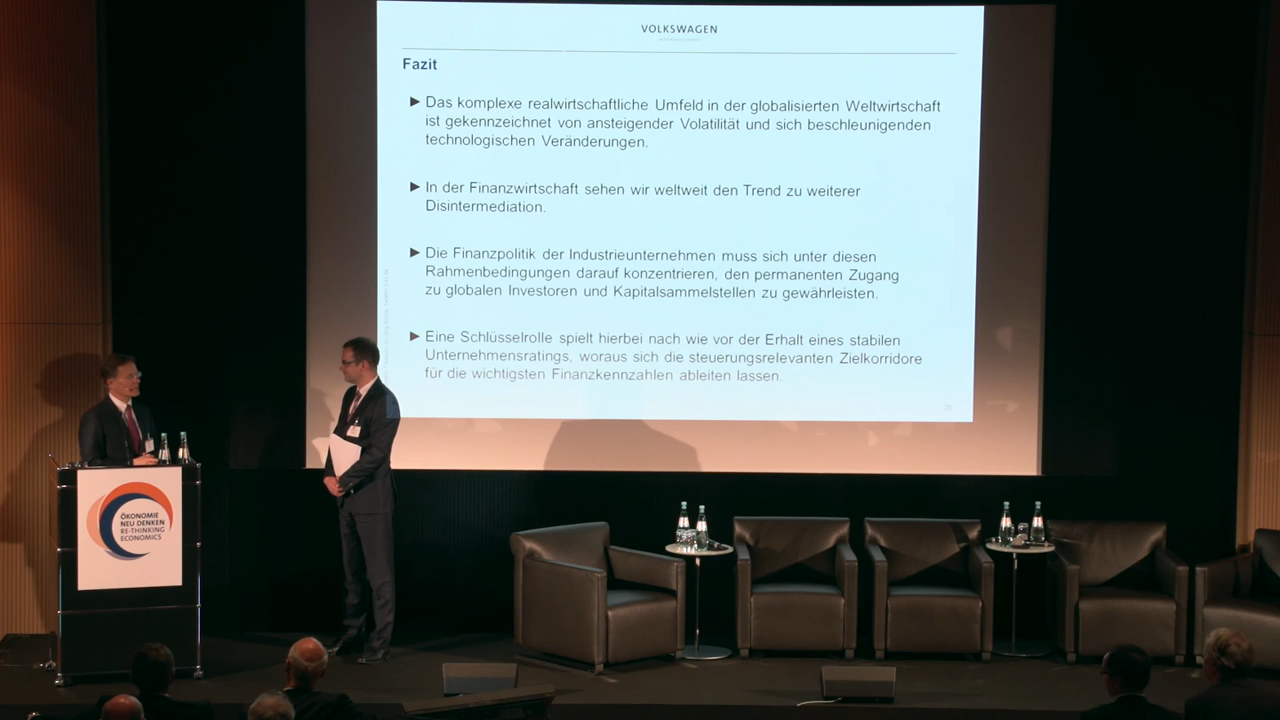 VOLKSWAGEN
Fazit
► Das komplexe realwirtschaftliche Umfeld in der globalisierten Weltwirtschaft
ist gekennzeichnet von ansteigender Volatilität und sich beschleunigenden
technologischen Veränderungen.
► In der Finanzwirtschaft sehen wir weltweit den Trend zu weiterer
Disintermediation.
► Die Finanzpolitik der Industrieunternehmen muss sich unter diesen
Rahmenbedingungen darauf konzentrieren, den permanenten Zugang
zu globalen Investoren und Kapitalsammelstellen zu gewährleisten.
► Eine Schlüsselrolle spielt hierbei nach wie vor der Erhalt eines stabilen
Unternehmensratings, woraus sich die steuerungsrelevanten Zielkorridore
für die wichtigsten Finanzkennzahlen ableiten lassen.
ÖKONOMIE
NEU DENKEN
RE-THINKING
ECONOMICS